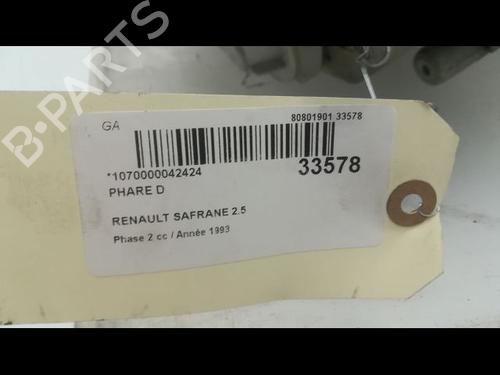 GA
80801901 33578
*1070000042424
33578
PHARE D
RENAULT SAFRANE 2.5
Phase 2 cc / Année 1993
B-PARTS